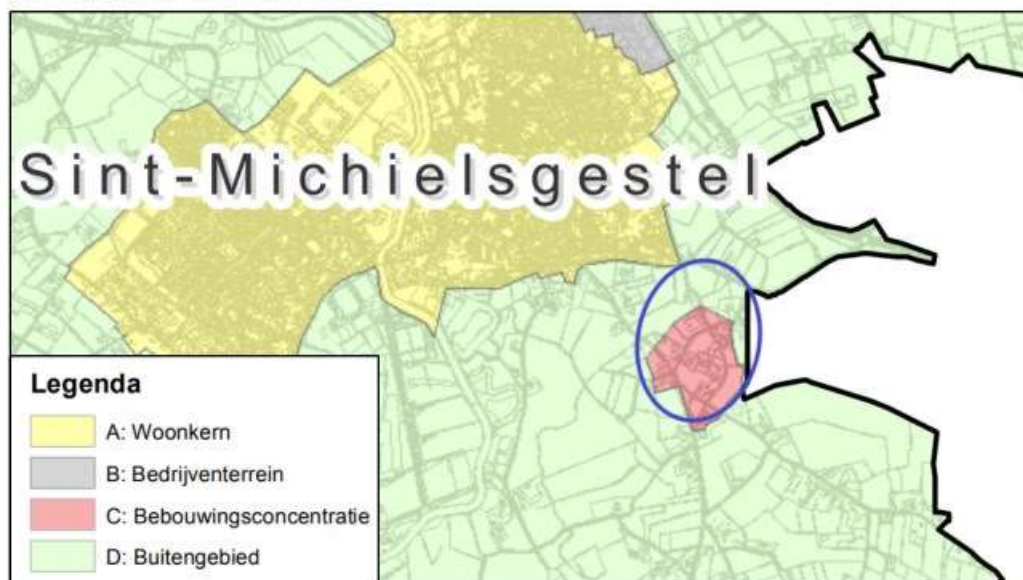 Sint-Michielsgestel
Legenda
A: Woonkern
B: Bedrijventerrein
C: Bebouwingsconcentratie
D: Buitengebied